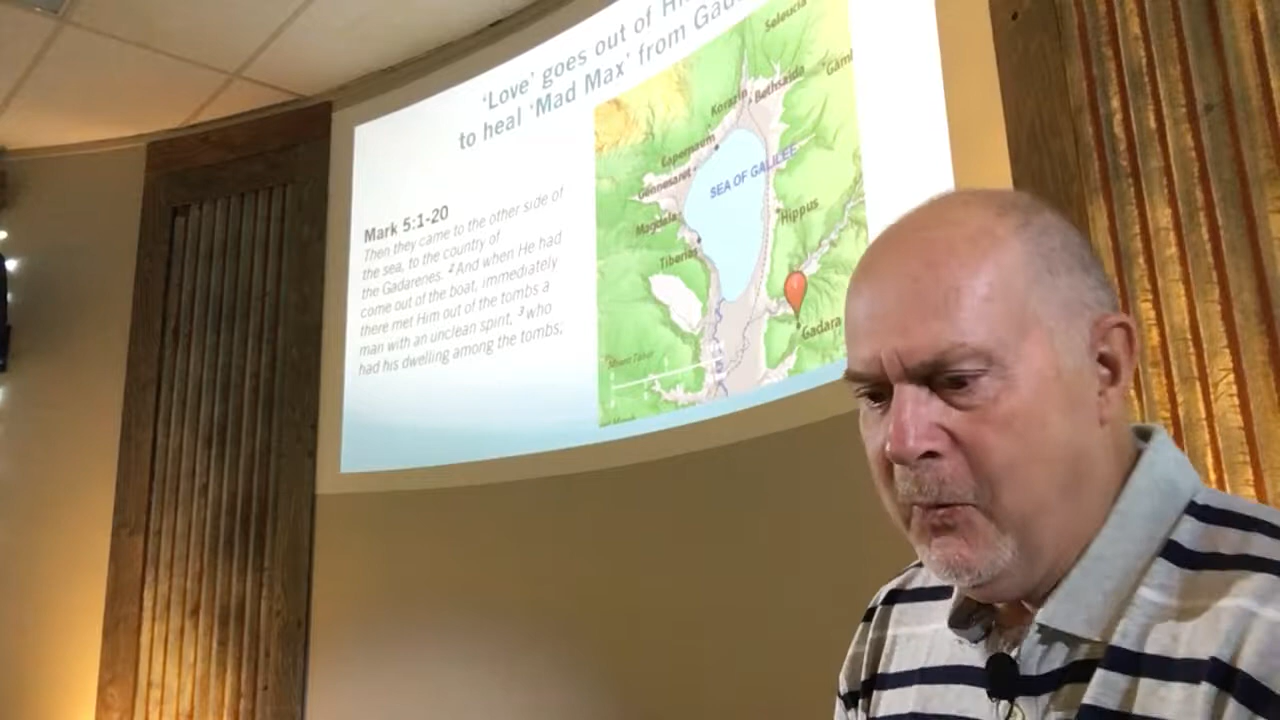 'Love' goes out of
to heal 'Mad Max' from
Mark 5:1-20
Then they came to the other side of
the sea, to the country of
the Gadarenes. ²And when He had
come out of the boat, immediately
there met Him out of the tombs a
man with an unclean spirit, ³who
had his dwelling among the tombs;
Seleucia
Korazin
Bethsaida
Capernaum
Gennesaret
SEA OF GALILEE
Magdala
Hippus
Tiberias
Gadara
Mount Tabor